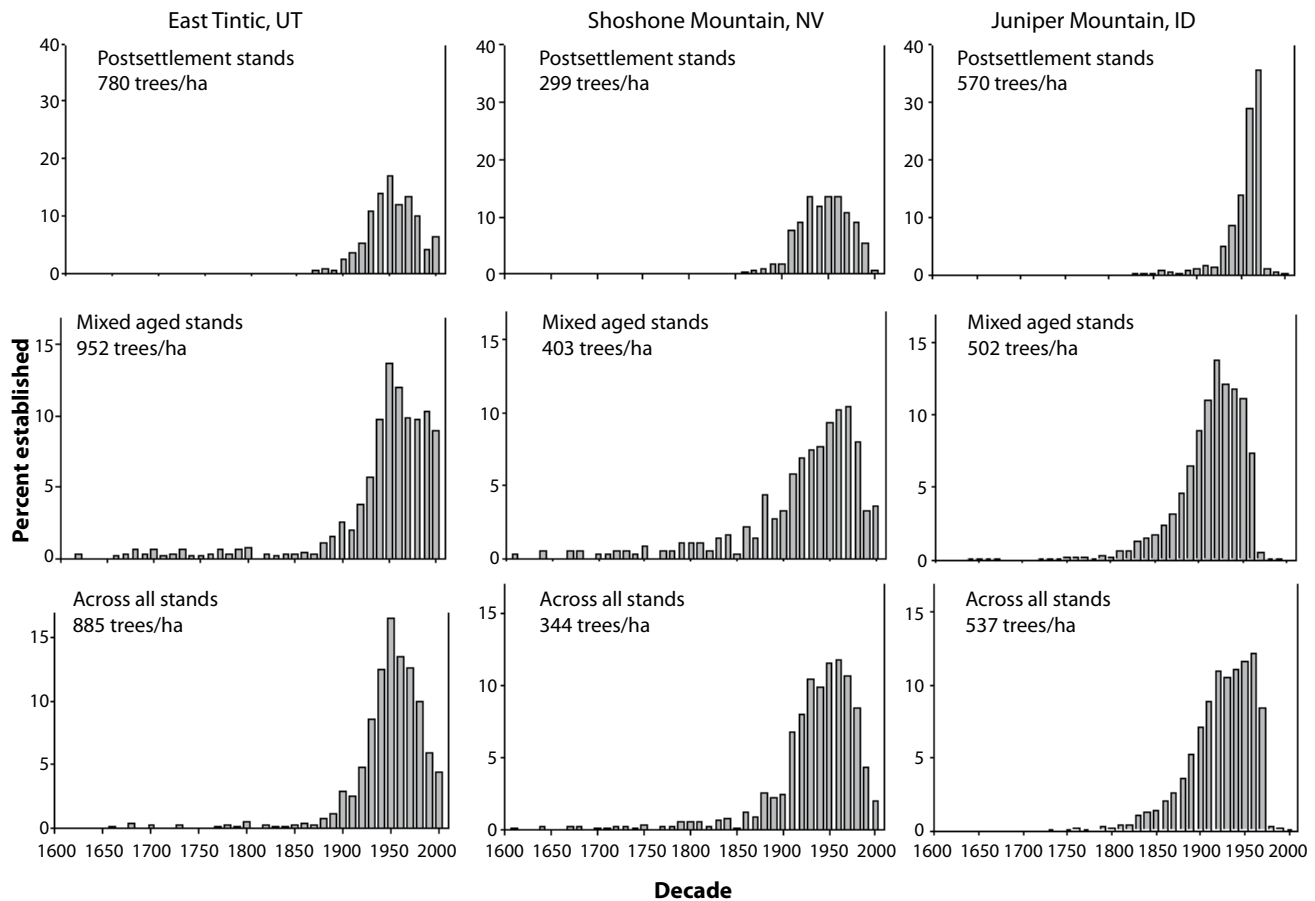 East Tintic, UT
Shoshone Mountain, NV
Juniper Mountain, ID
Postsettlement stands
780 trees/ha
40
30
20
10
0
Postsettlement stands
299 trees/ha
40
30
20
10
0
Postsettlement stands
570 trees/ha
40
30
20
10
0
Percent established
Mixed aged stands
952 trees/ha
15
10
5
0
Mixed aged stands
403 trees/ha
15
10
5
0
Mixed aged stands
502 trees/ha
15
10
5
0
Across all stands
885 trees/ha
15
10
5
0
1600 1650 1700 1750 1800 1850 1900 1950 2000
Across all stands
344 trees/ha
15
10
5
0
1600 1650 1700 1750 1800 1850 1900 1950 2000
Across all stands
537 trees/ha
15
10
5
0
1600 1650 1700 1750 1800 1850 1900 1950 2000
Decade